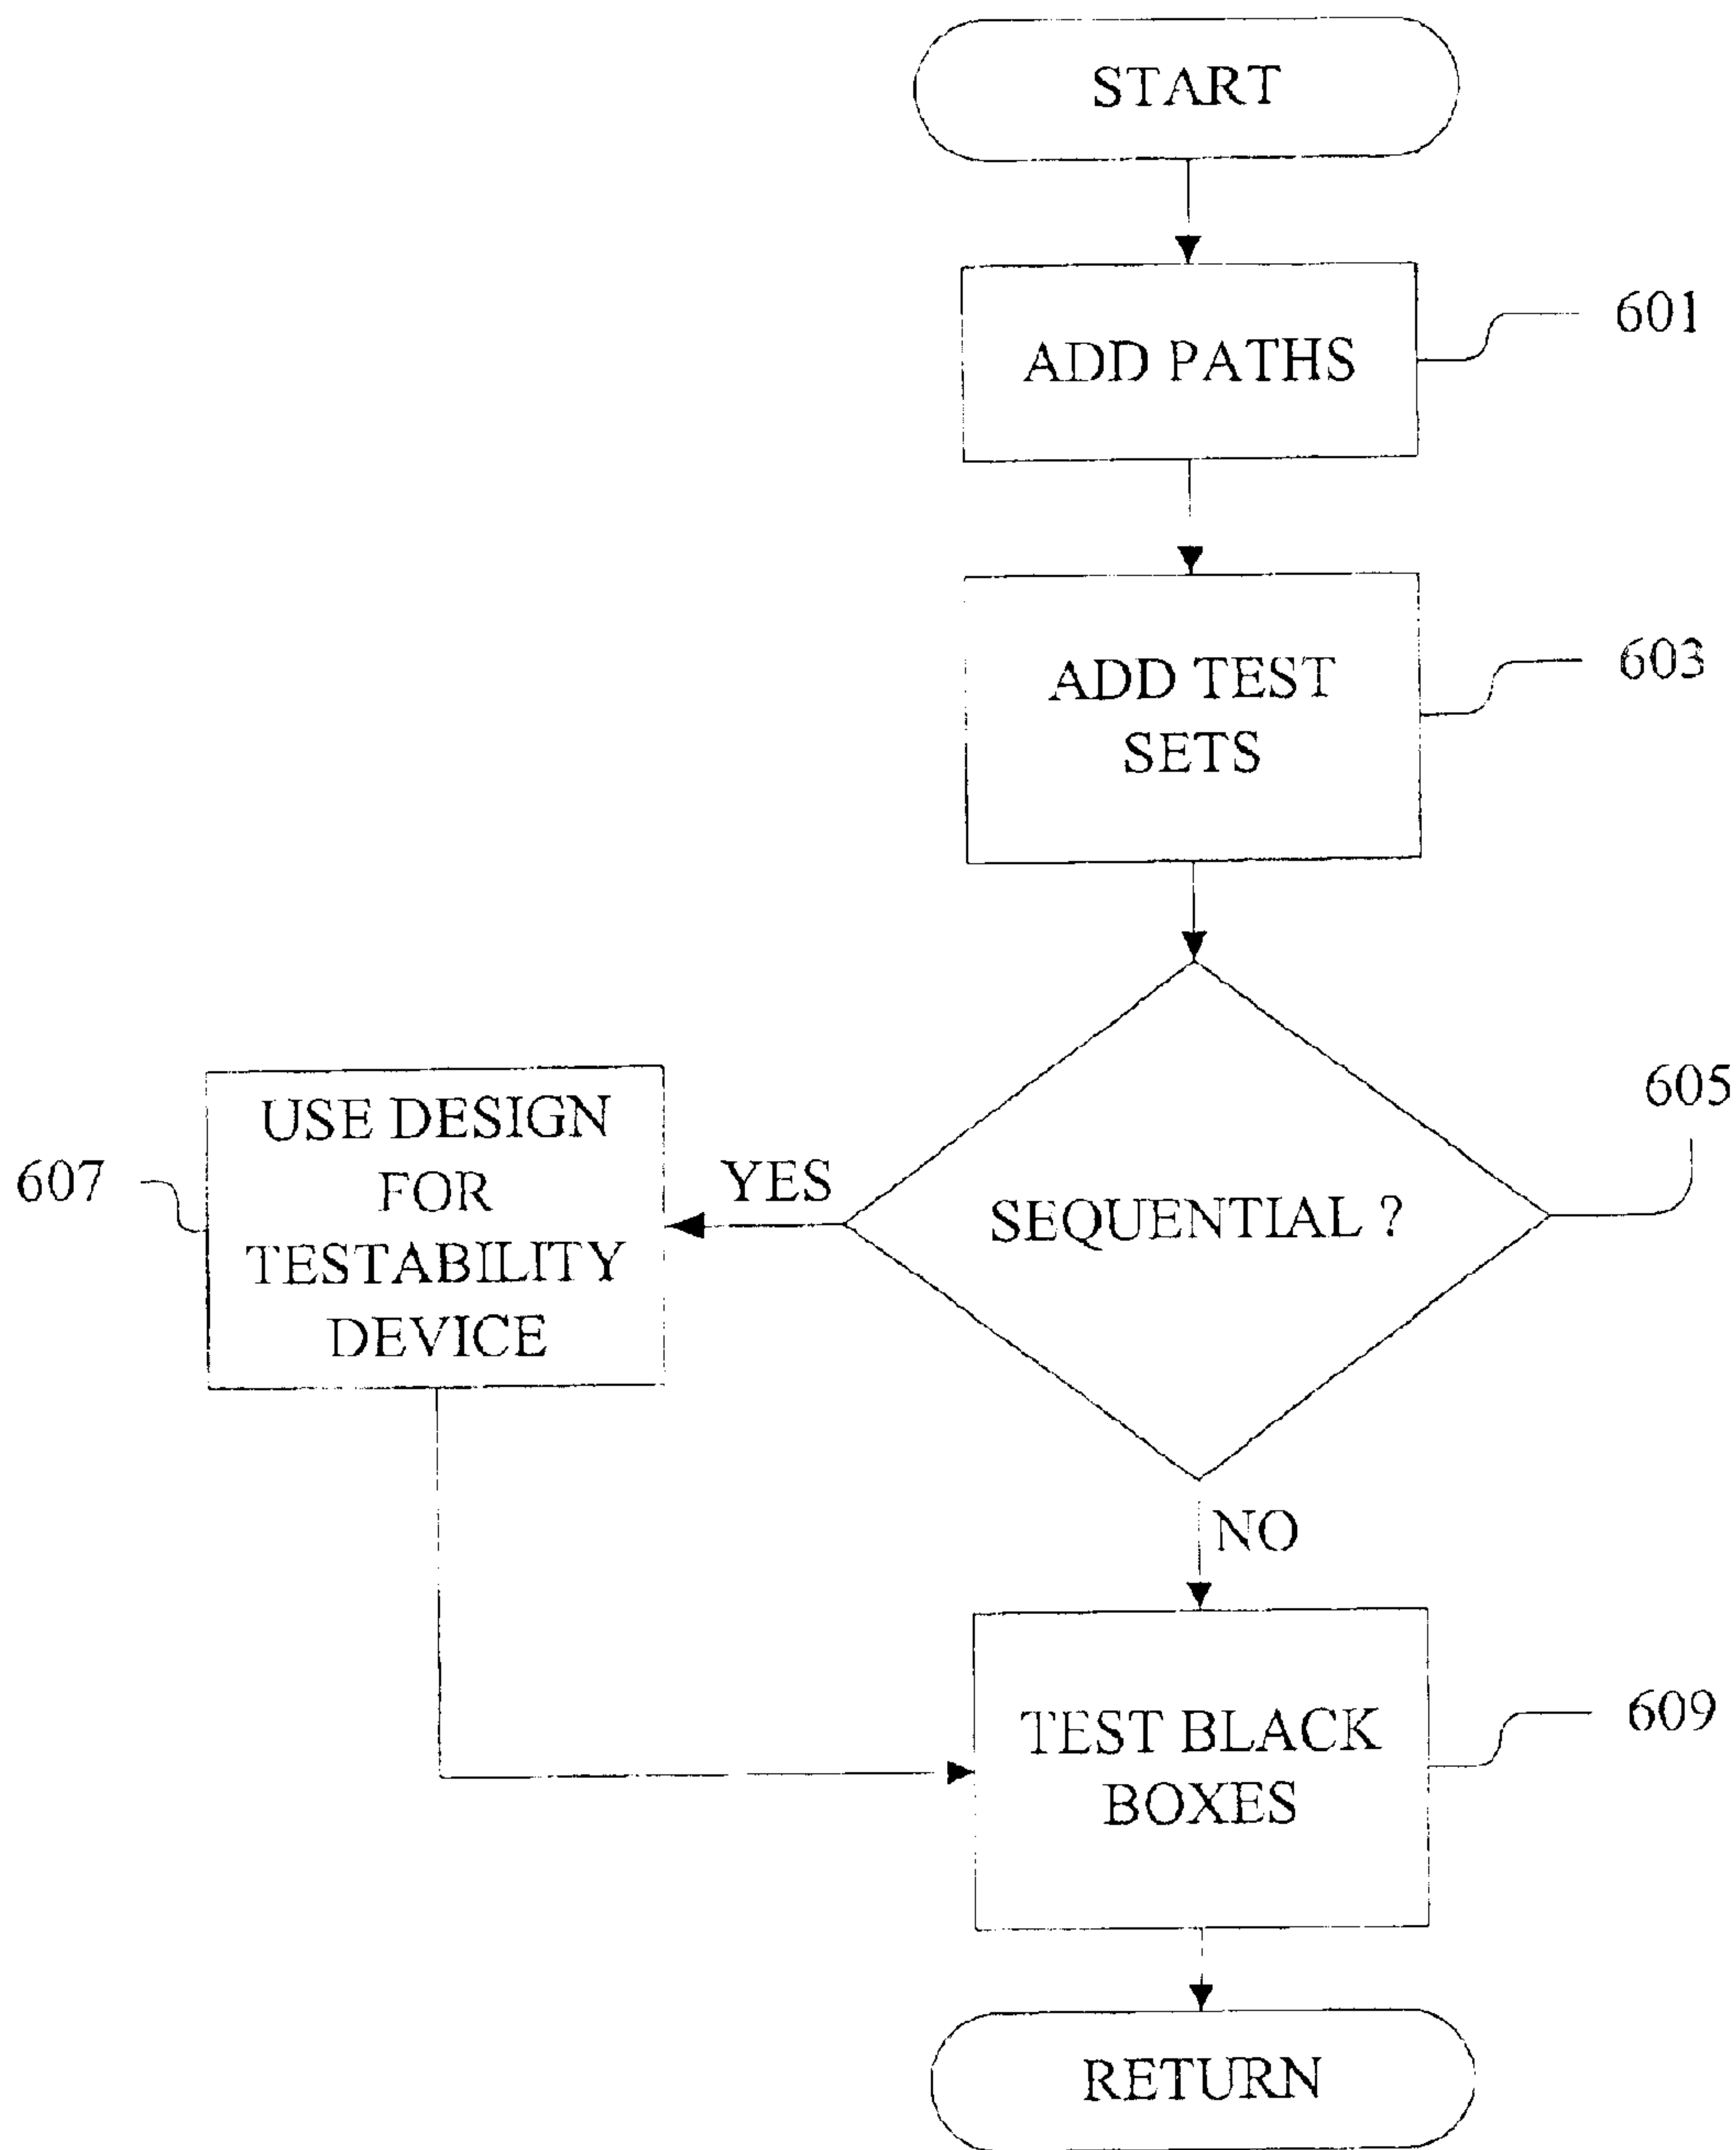 START
ADD PATHS
601
ADD TEST
SETS
603
SEQUENTIAL ?
605
YES
USE DESIGN
FOR
TESTABILITY
DEVICE
607
NO
TEST BLACK
BOXES
609
RETURN